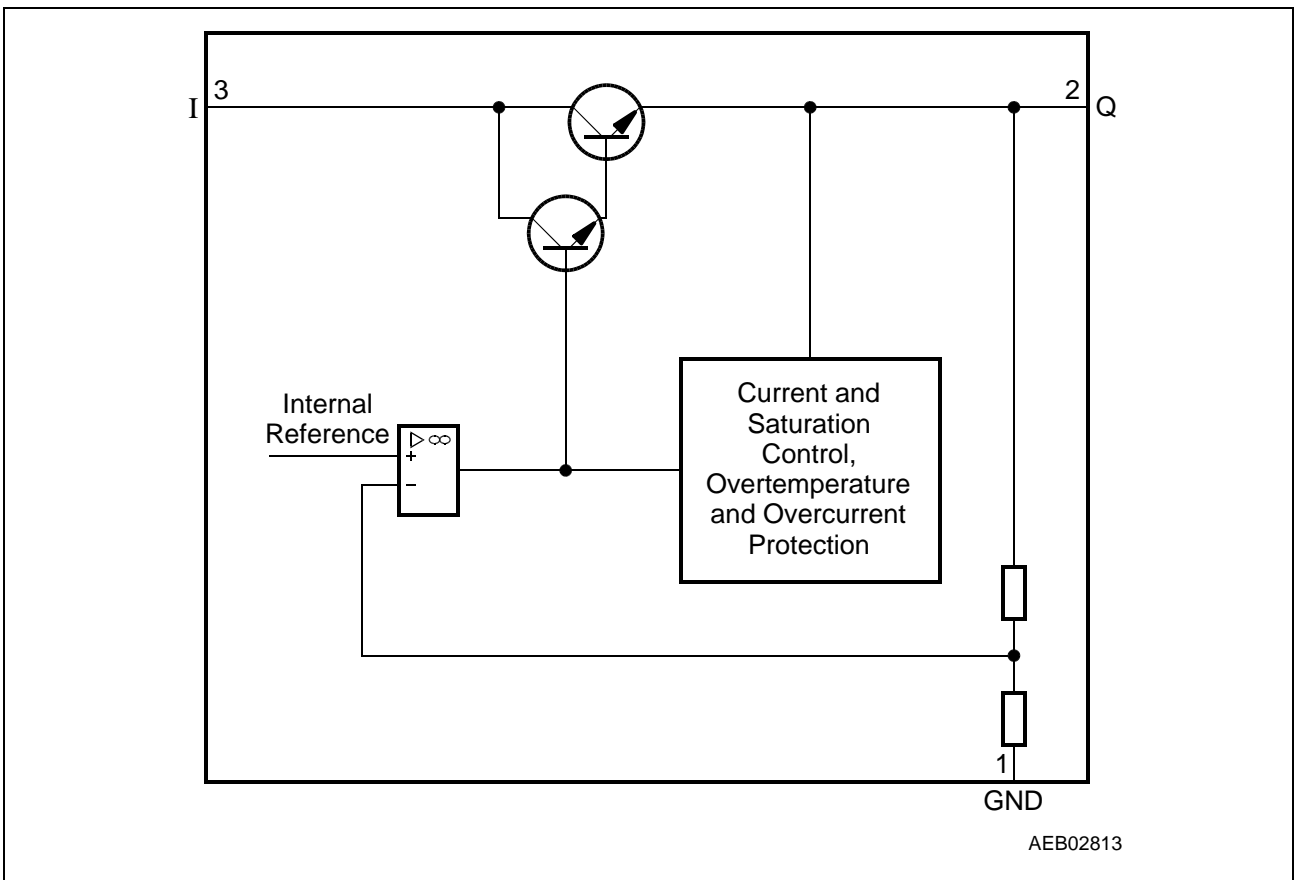 3
I
2
Q
Internal
Reference
▷ ∞
+
−
Current and
Saturation
Control,
Overtemperature
and Overcurrent
Protection
1
GND
AEB02813